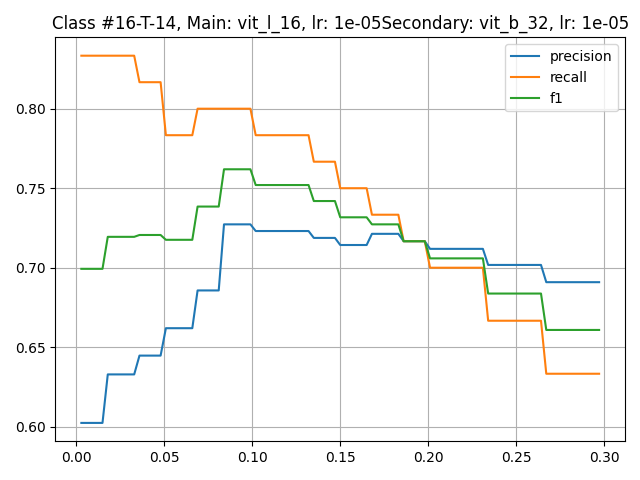 Class #16-T-14, Main: vit_l_16, lr: 1e-05Secondary: vit_b_32, lr: 1e-05
precision
recall
f1
0.80
0.75
0.70
0.65
0.60
0.00 0.05 0.10 0.15 0.20 0.25 0.30